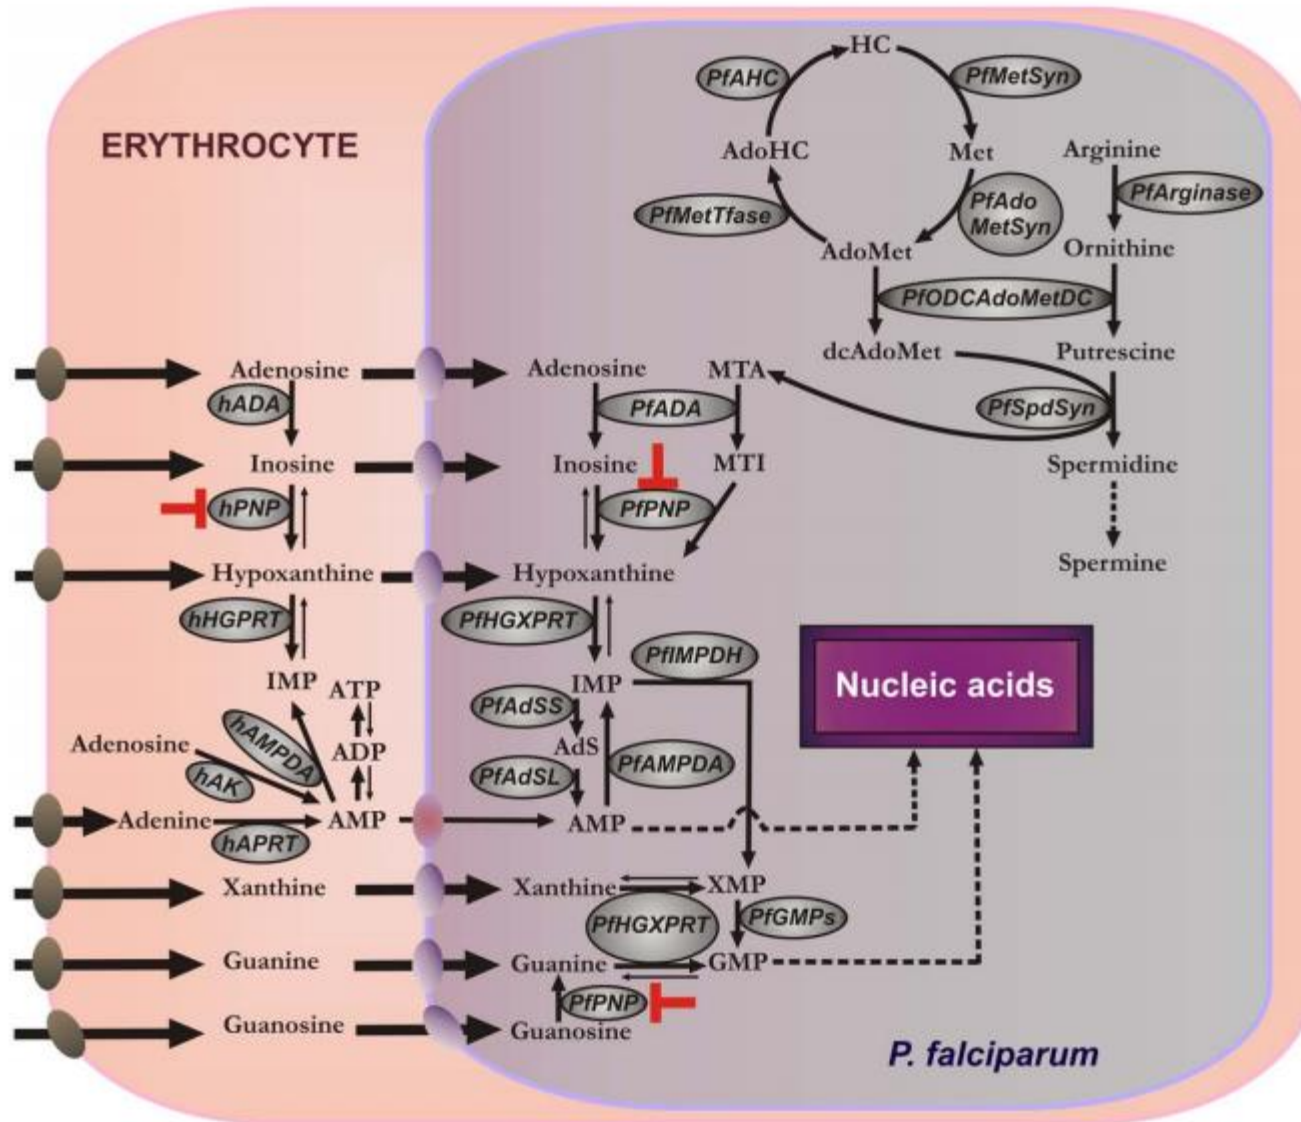 HC
PfAHC
PfMetSyn
ERYTHROCYTE
AdoHC
Met
Arginine
PfMetTfase
PfAdo
MetSyn
PfArginase
AdoMet
Ornithine
PfODCAdoMetDC
dcAdoMet
Putrescine
Adenosine
Adenosine
MTA
hADA
PfADA
PfSpdSyn
Inosine
Inosine
MTI
Spermidine
hPNP
PfPNP
Hypoxanthine
Hypoxanthine
Spermine
hHGPRT
PfHGXPRT
PfIMPDH
IMP
ATP
IMP
Nucleic acids
PfAdSS
Adenosine
hAMPDA
ADP
AdS
hAK
PfAdSL
PfAMPDA
Adenine
AMP
AMP
hAPRT
Xanthine
Xanthine
XMP
PfHGXPRT
PfGMPs
Guanine
Guanine
GMP
PfPNP
Guanosine
Guanosine
P. falciparum